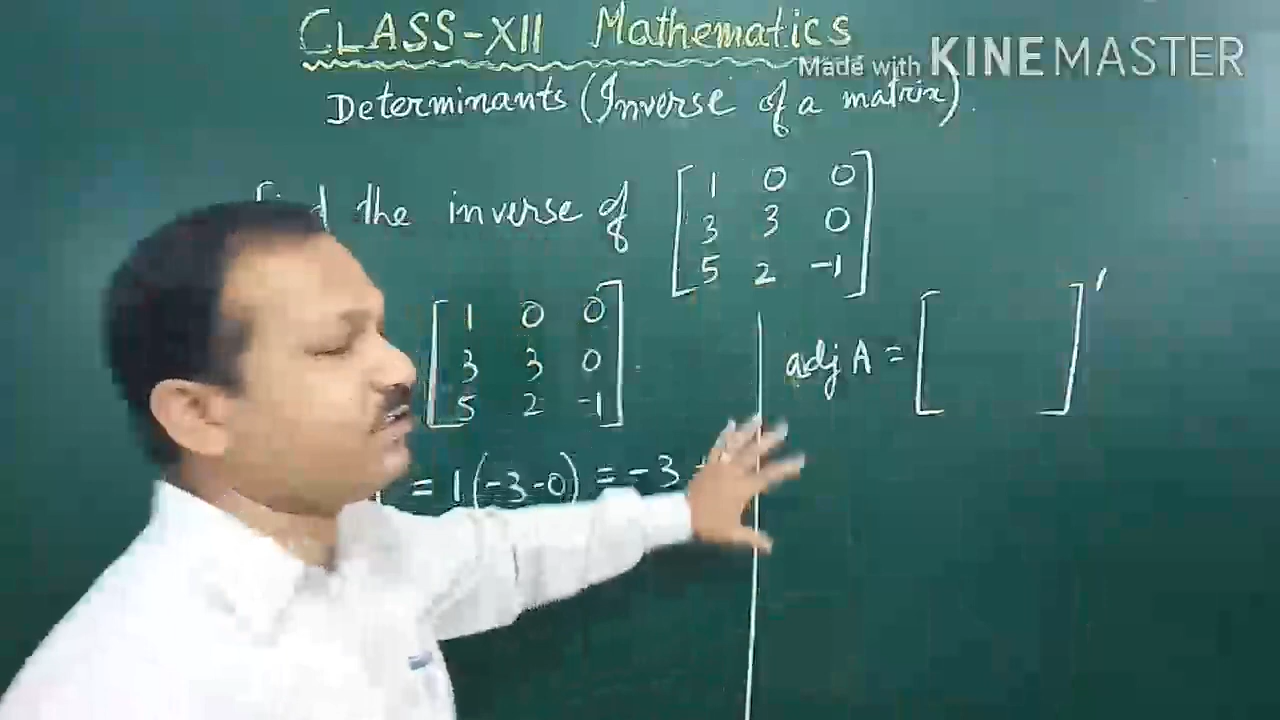 CLASS-XII Mathematics
Made with KINEMASTER
Determinants (Inverse of a matrix).
the inverse of [1 0 0
3 3 0
5 2 -1]
[1 0 0
3 3 0
5 2 -1]
adj A = [ ]'
= 1(-3-0) = -3